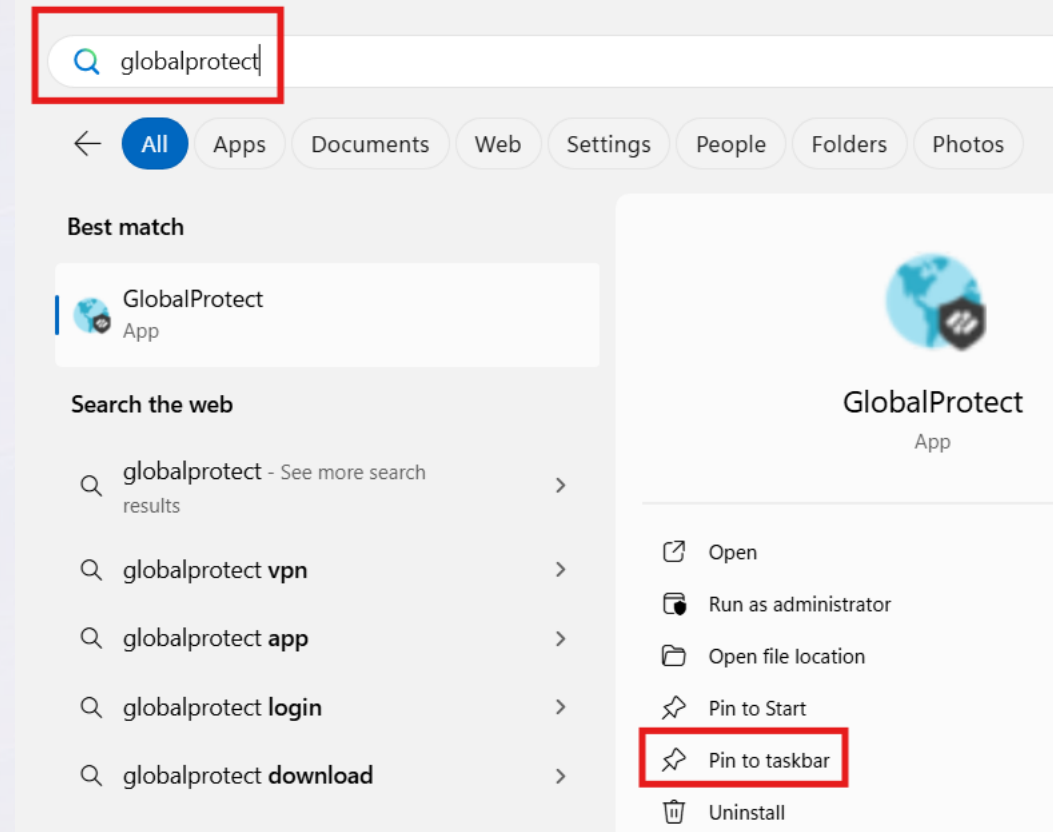 globalprotect
All Apps Documents Web Settings People Folders Photos
Best match
GlobalProtect
App
Search the web
globalprotect - See more search
results
globalprotect vpn
globalprotect app
globalprotect login
globalprotect download
GlobalProtect
App
Open
Run as administrator
Open file location
Pin to Start
Pin to taskbar
Uninstall